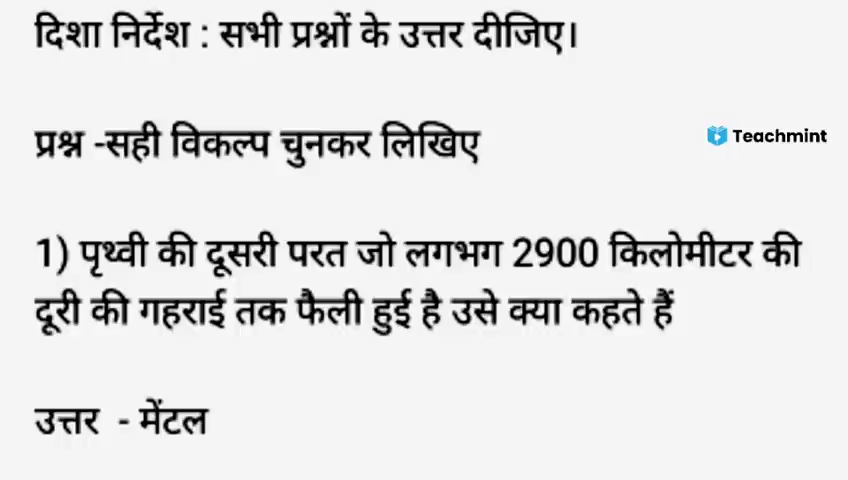 दिशा निर्देश : सभी प्रश्नों के उत्तर दीजिए।
प्रश्न -सही विकल्प चुनकर लिखिए
Teachmint
1) पृथ्वी की दूसरी परत जो लगभग 2900 किलोमीटर की
दूरी की गहराई तक फैली हुई है उसे क्या कहते हैं
उत्तर - मेंटल